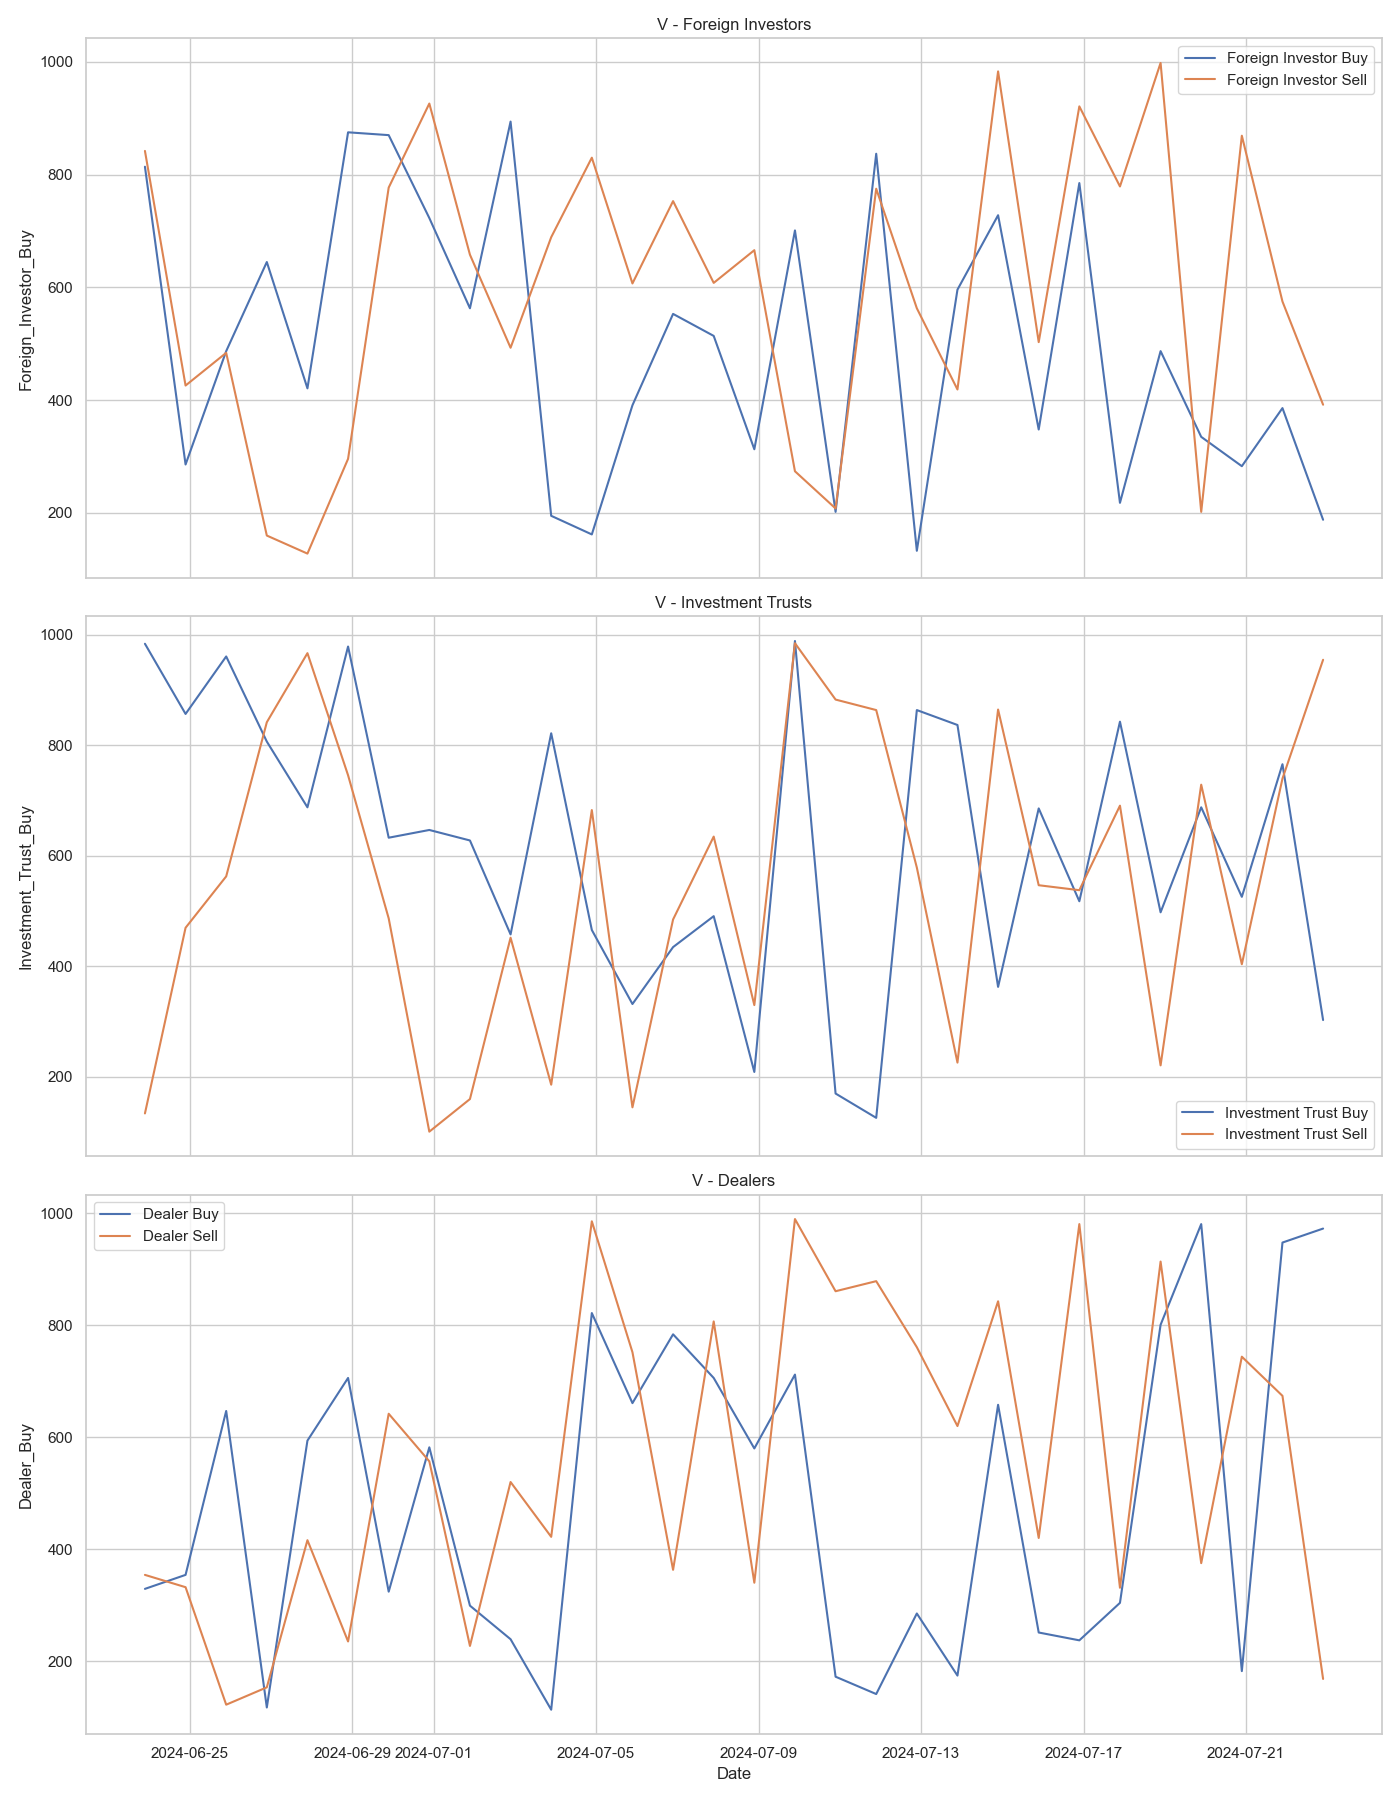 V - Foreign Investors
Foreign_Investor_Buy
1000
800
600
400
200
Foreign Investor Buy
Foreign Investor Sell
V - Investment Trusts
Investment_Trust_Buy
1000
800
600
400
200
Investment Trust Buy
Investment Trust Sell
V - Dealers
Dealer_Buy
1000
800
600
400
200
Dealer Buy
Dealer Sell
2024-06-25 2024-06-29 2024-07-01 2024-07-05 2024-07-09 2024-07-13 2024-07-17 2024-07-21
Date